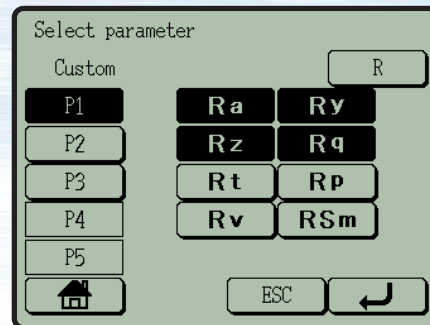 Select parameter
Custom R
P1 Ra Ry
P2 Rz Rq
P3 Rt Rp
P4 Rv RSm
P5
ESC